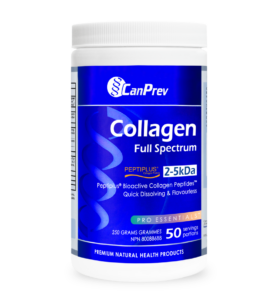 CanPrev
Collagen
Full Spectrum
PEPTIPLUS 2-5kDa
Peptiplus® Bioactive Collagen Peptides
Quick Dissolving & Flavourless
PRO ESSENTIALS
250 GRAMS GRAMMES
50 servings
portions
PREMIUM NATURAL HEALTH PRODUCTS